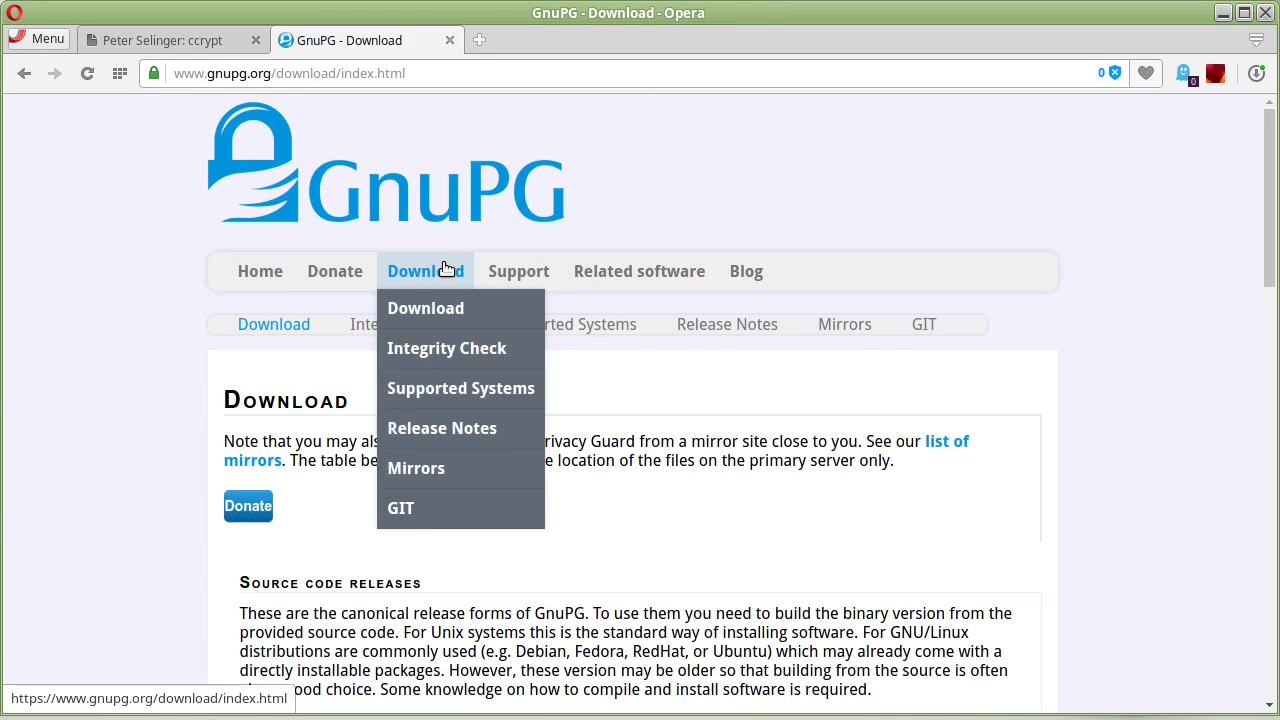 GnuPG - Download - Opera
Menu
Peter Selinger: ccrypt
GnuPG - Download
www.gnupg.org/download/index.html
0
0
GnuPG
Home Donate Download Support Related software Blog
Download
Integrity Check
Supported Systems
Release Notes
Mirrors
GIT
Download Inte rted Systems Release Notes Mirrors GIT
Download
Note that you may als rivacy Guard from a mirror site close to you. See our list of
mirrors. The table be e location of the files on the primary server only.
Donate
Source code releases
These are the canonical release forms of GnuPG. To use them you need to build the binary version from the
provided source code. For Unix systems this is the standard way of installing software. For GNU/Linux
distributions are commonly used (e.g. Debian, Fedora, RedHat, or Ubuntu) which may already come with a
directly installable packages. However, these version may be older so that building from the source is often
ood choice. Some knowledge on how to compile and install software is required.
https://www.gnupg.org/download/index.html